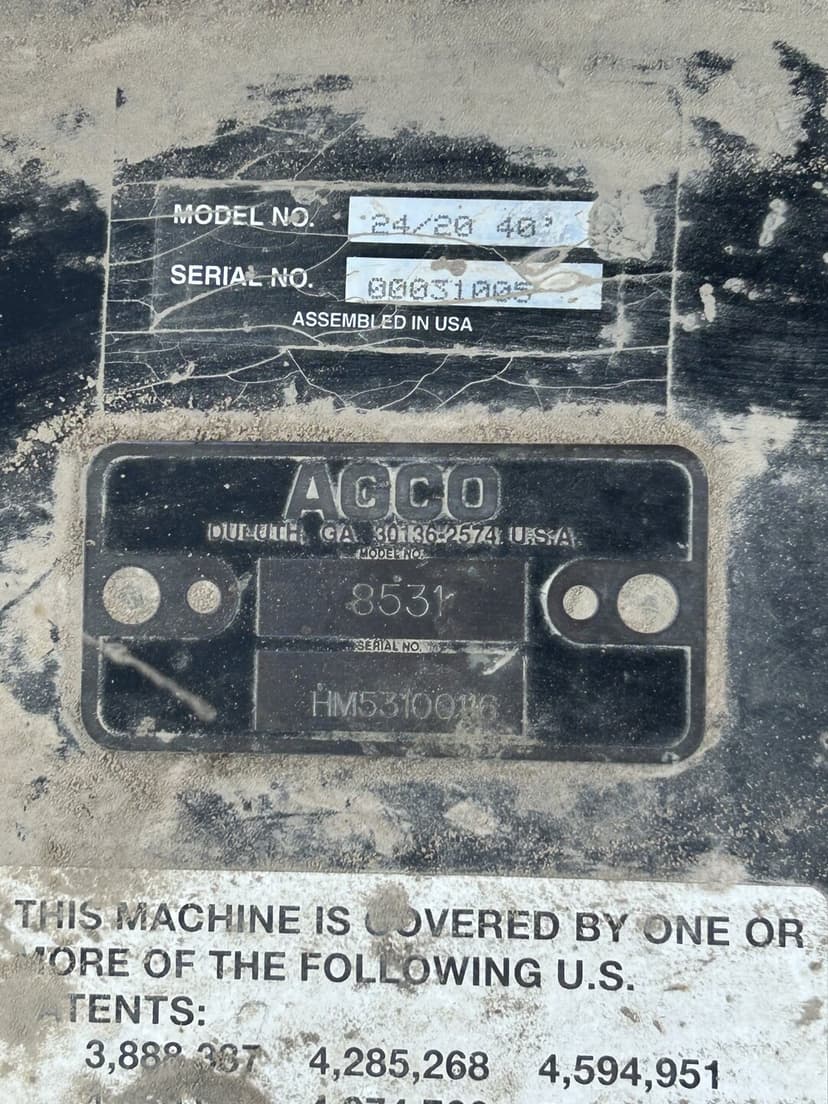 MODEL NO. 24/20 40'
SERIAL NO. 00031005
ASSEMBLED IN USA
AGCO
DULUTH, GA. 30136-2574 U.S.A.
MODEL NO.
8531
SERIAL NO.
HM53100116
THIS MACHINE IS COVERED BY ONE OR
MORE OF THE FOLLOWING U.S.
PATENTS:
4,285,268 4,594,951